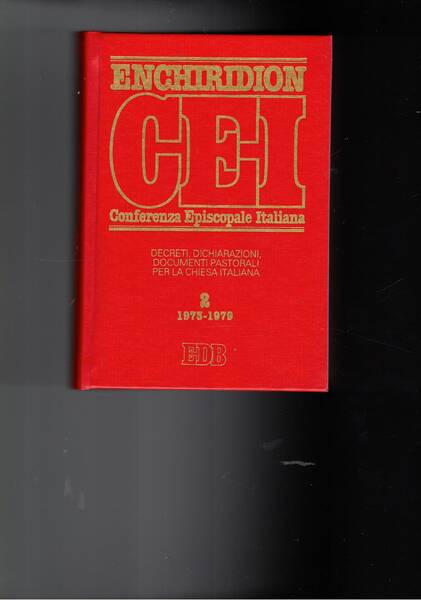 ENCHIRIDION
CEI
Conferenza Episcopale Italiana
DECRETI, DICHIARAZIONI,
DOCUMENTI PASTORALI
PER LA CHIESA ITALIANA
2
1973-1979
EDB